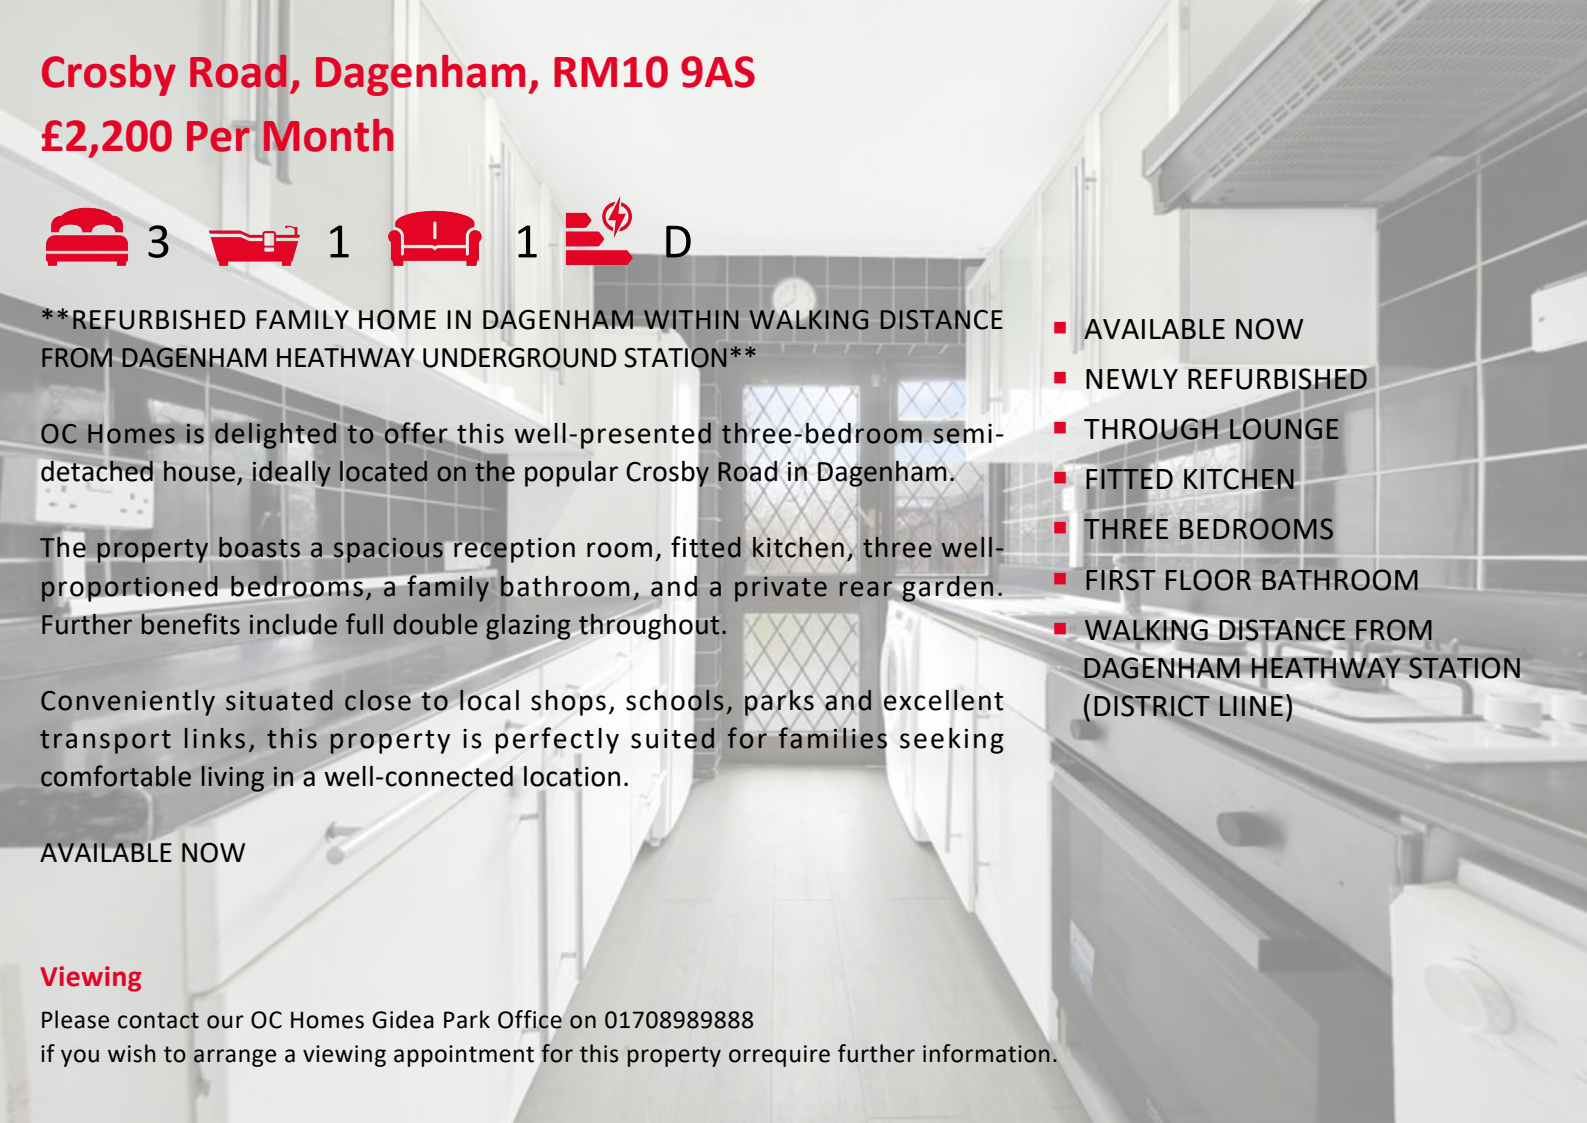 Crosby Road, Dagenham, RM10 9AS
£2,200 Per Month
3 1 1 D
**REFURBISHED FAMILY HOME IN DAGENHAM WITHIN WALKING DISTANCE
FROM DAGENHAM HEATHWAY UNDERGROUND STATION**
OC Homes is delighted to offer this well-presented three-bedroom semi-
detached house, ideally located on the popular Crosby Road in Dagenham.
The property boasts a spacious reception room, fitted kitchen, three well-
proportioned bedrooms, a family bathroom, and a private rear garden.
Further benefits include full double glazing throughout.
Conveniently situated close to local shops, schools, parks and excellent
transport links, this property is perfectly suited for families seeking
comfortable living in a well-connected location.
AVAILABLE NOW
▪ AVAILABLE NOW
▪ NEWLY REFURBISHED
▪ THROUGH LOUNGE
▪ FITTED KITCHEN
▪ THREE BEDROOMS
▪ FIRST FLOOR BATHROOM
▪ WALKING DISTANCE FROM
DAGENHAM HEATHWAY STATION
(DISTRICT LIINE)
Viewing
Please contact our OC Homes Gidea Park Office on 01708989888
if you wish to arrange a viewing appointment for this property orrequire further information.